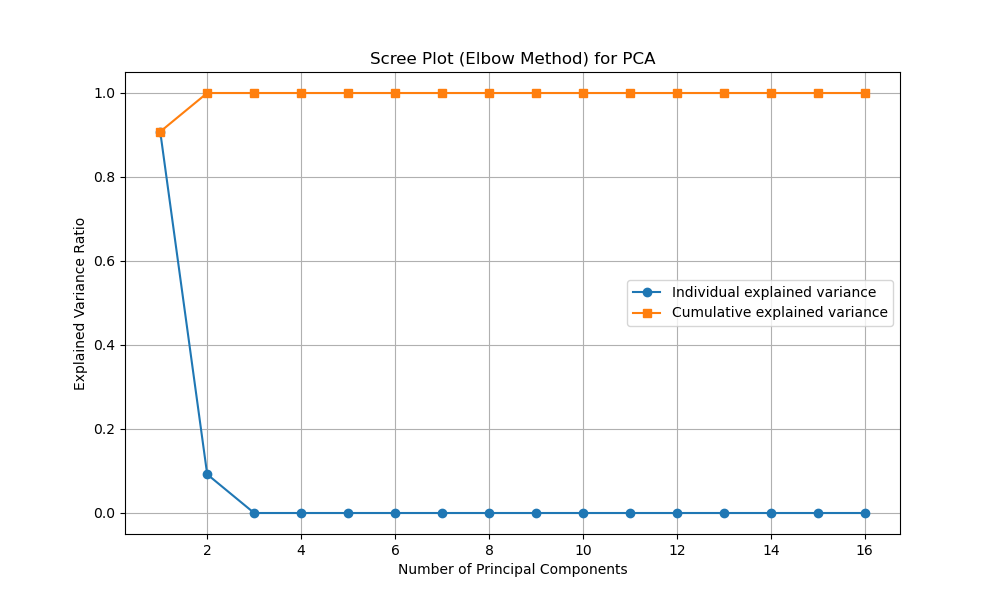 Scree Plot (Elbow Method) for PCA
Explained Variance Ratio
1.0
0.8
0.6
0.4
0.2
0.0
Individual explained variance
Cumulative explained variance
2 4 6 8 10 12 14 16
Number of Principal Components